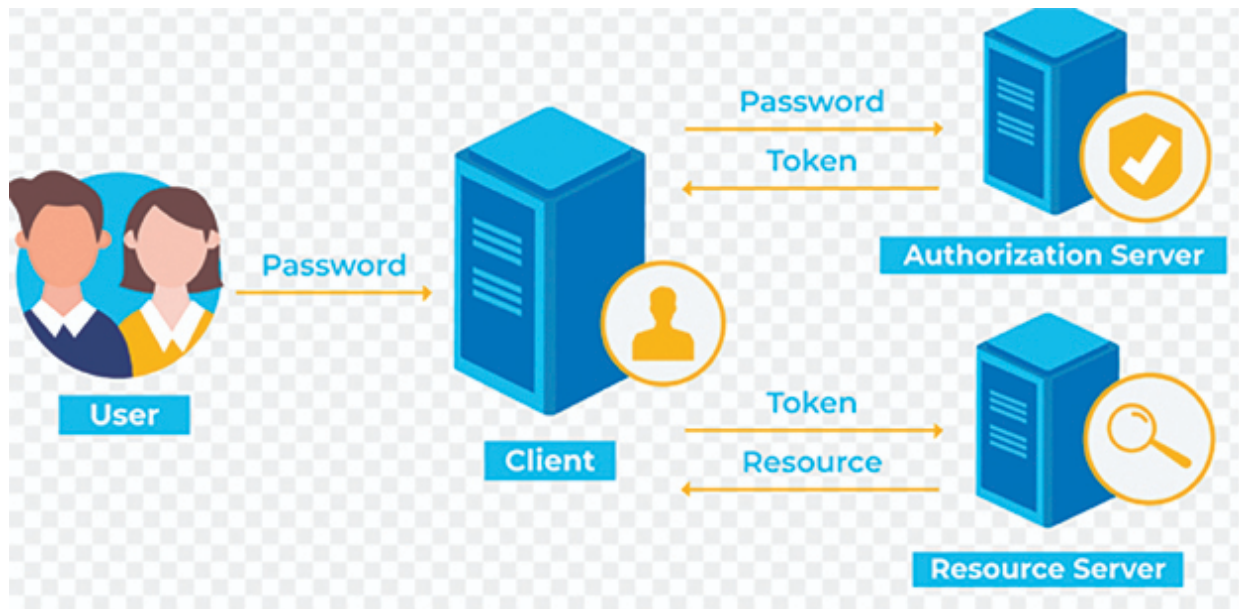 Password
Token
Authorization Server
Password
User
Client
Token
Resource
Resource Server